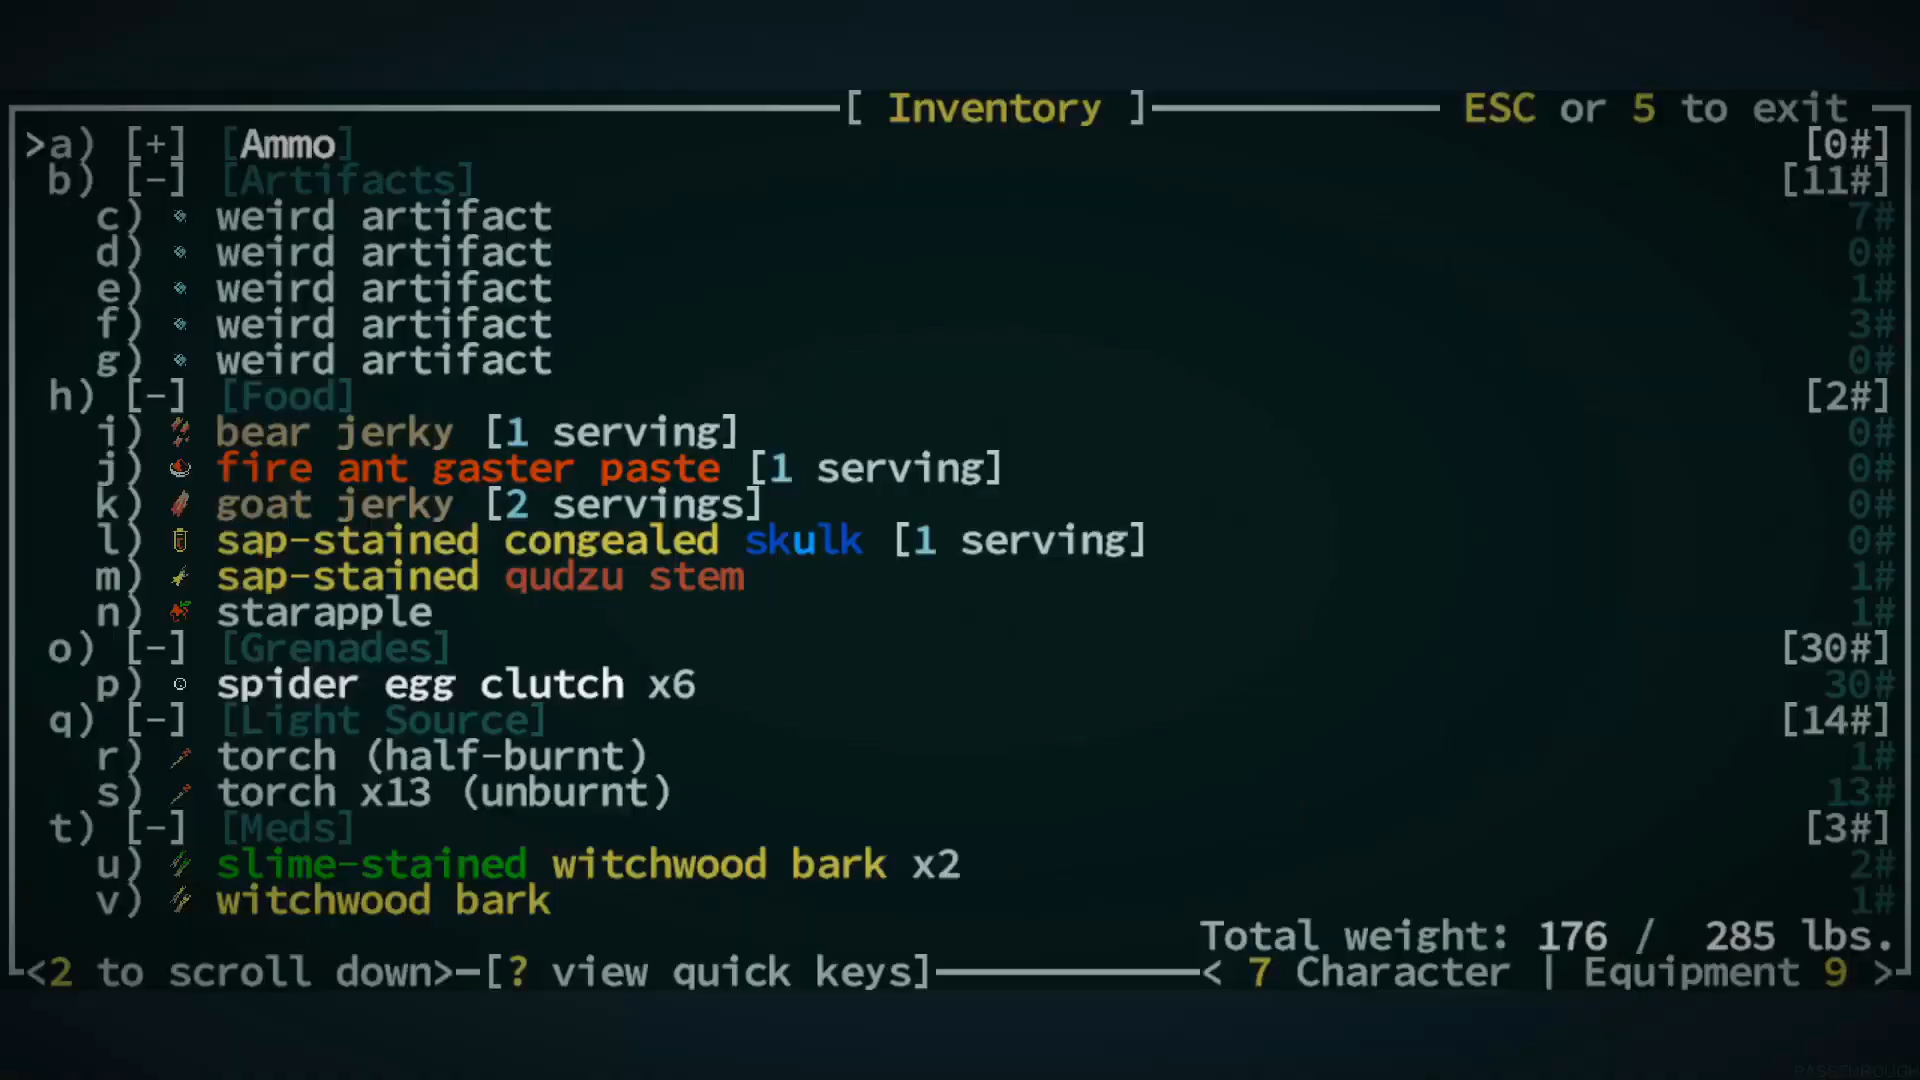 [ Inventory ] ESC or 5 to exit
>a) [+] [Ammo] [0#]
b) [-] [Artifacts] [11#]
c) weird artifact 7#
d) weird artifact 0#
e) weird artifact 1#
f) weird artifact 3#
g) weird artifact 0#
h) [-] [Food] [2#]
i) bear jerky [1 serving] 0#
j) fire ant gaster paste [1 serving] 0#
k) goat jerky [2 servings] 0#
l) sap-stained congealed skulk [1 serving] 0#
m) sap-stained qudzu stem 1#
n) starapple 1#
o) [-] [Grenades] [30#]
p) spider egg clutch x6 30#
q) [-] [Light Source] [14#]
r) torch (half-burnt) 1#
s) torch x13 (unburnt) 13#
t) [-] [Meds] [3#]
u) slime-stained witchwood bark x2 2#
v) witchwood bark 1#
Total weight: 176 / 285 lbs.
<2 to scroll down> [? view quick keys] < 7 Character | Equipment 9 >
PASSTHROUGH